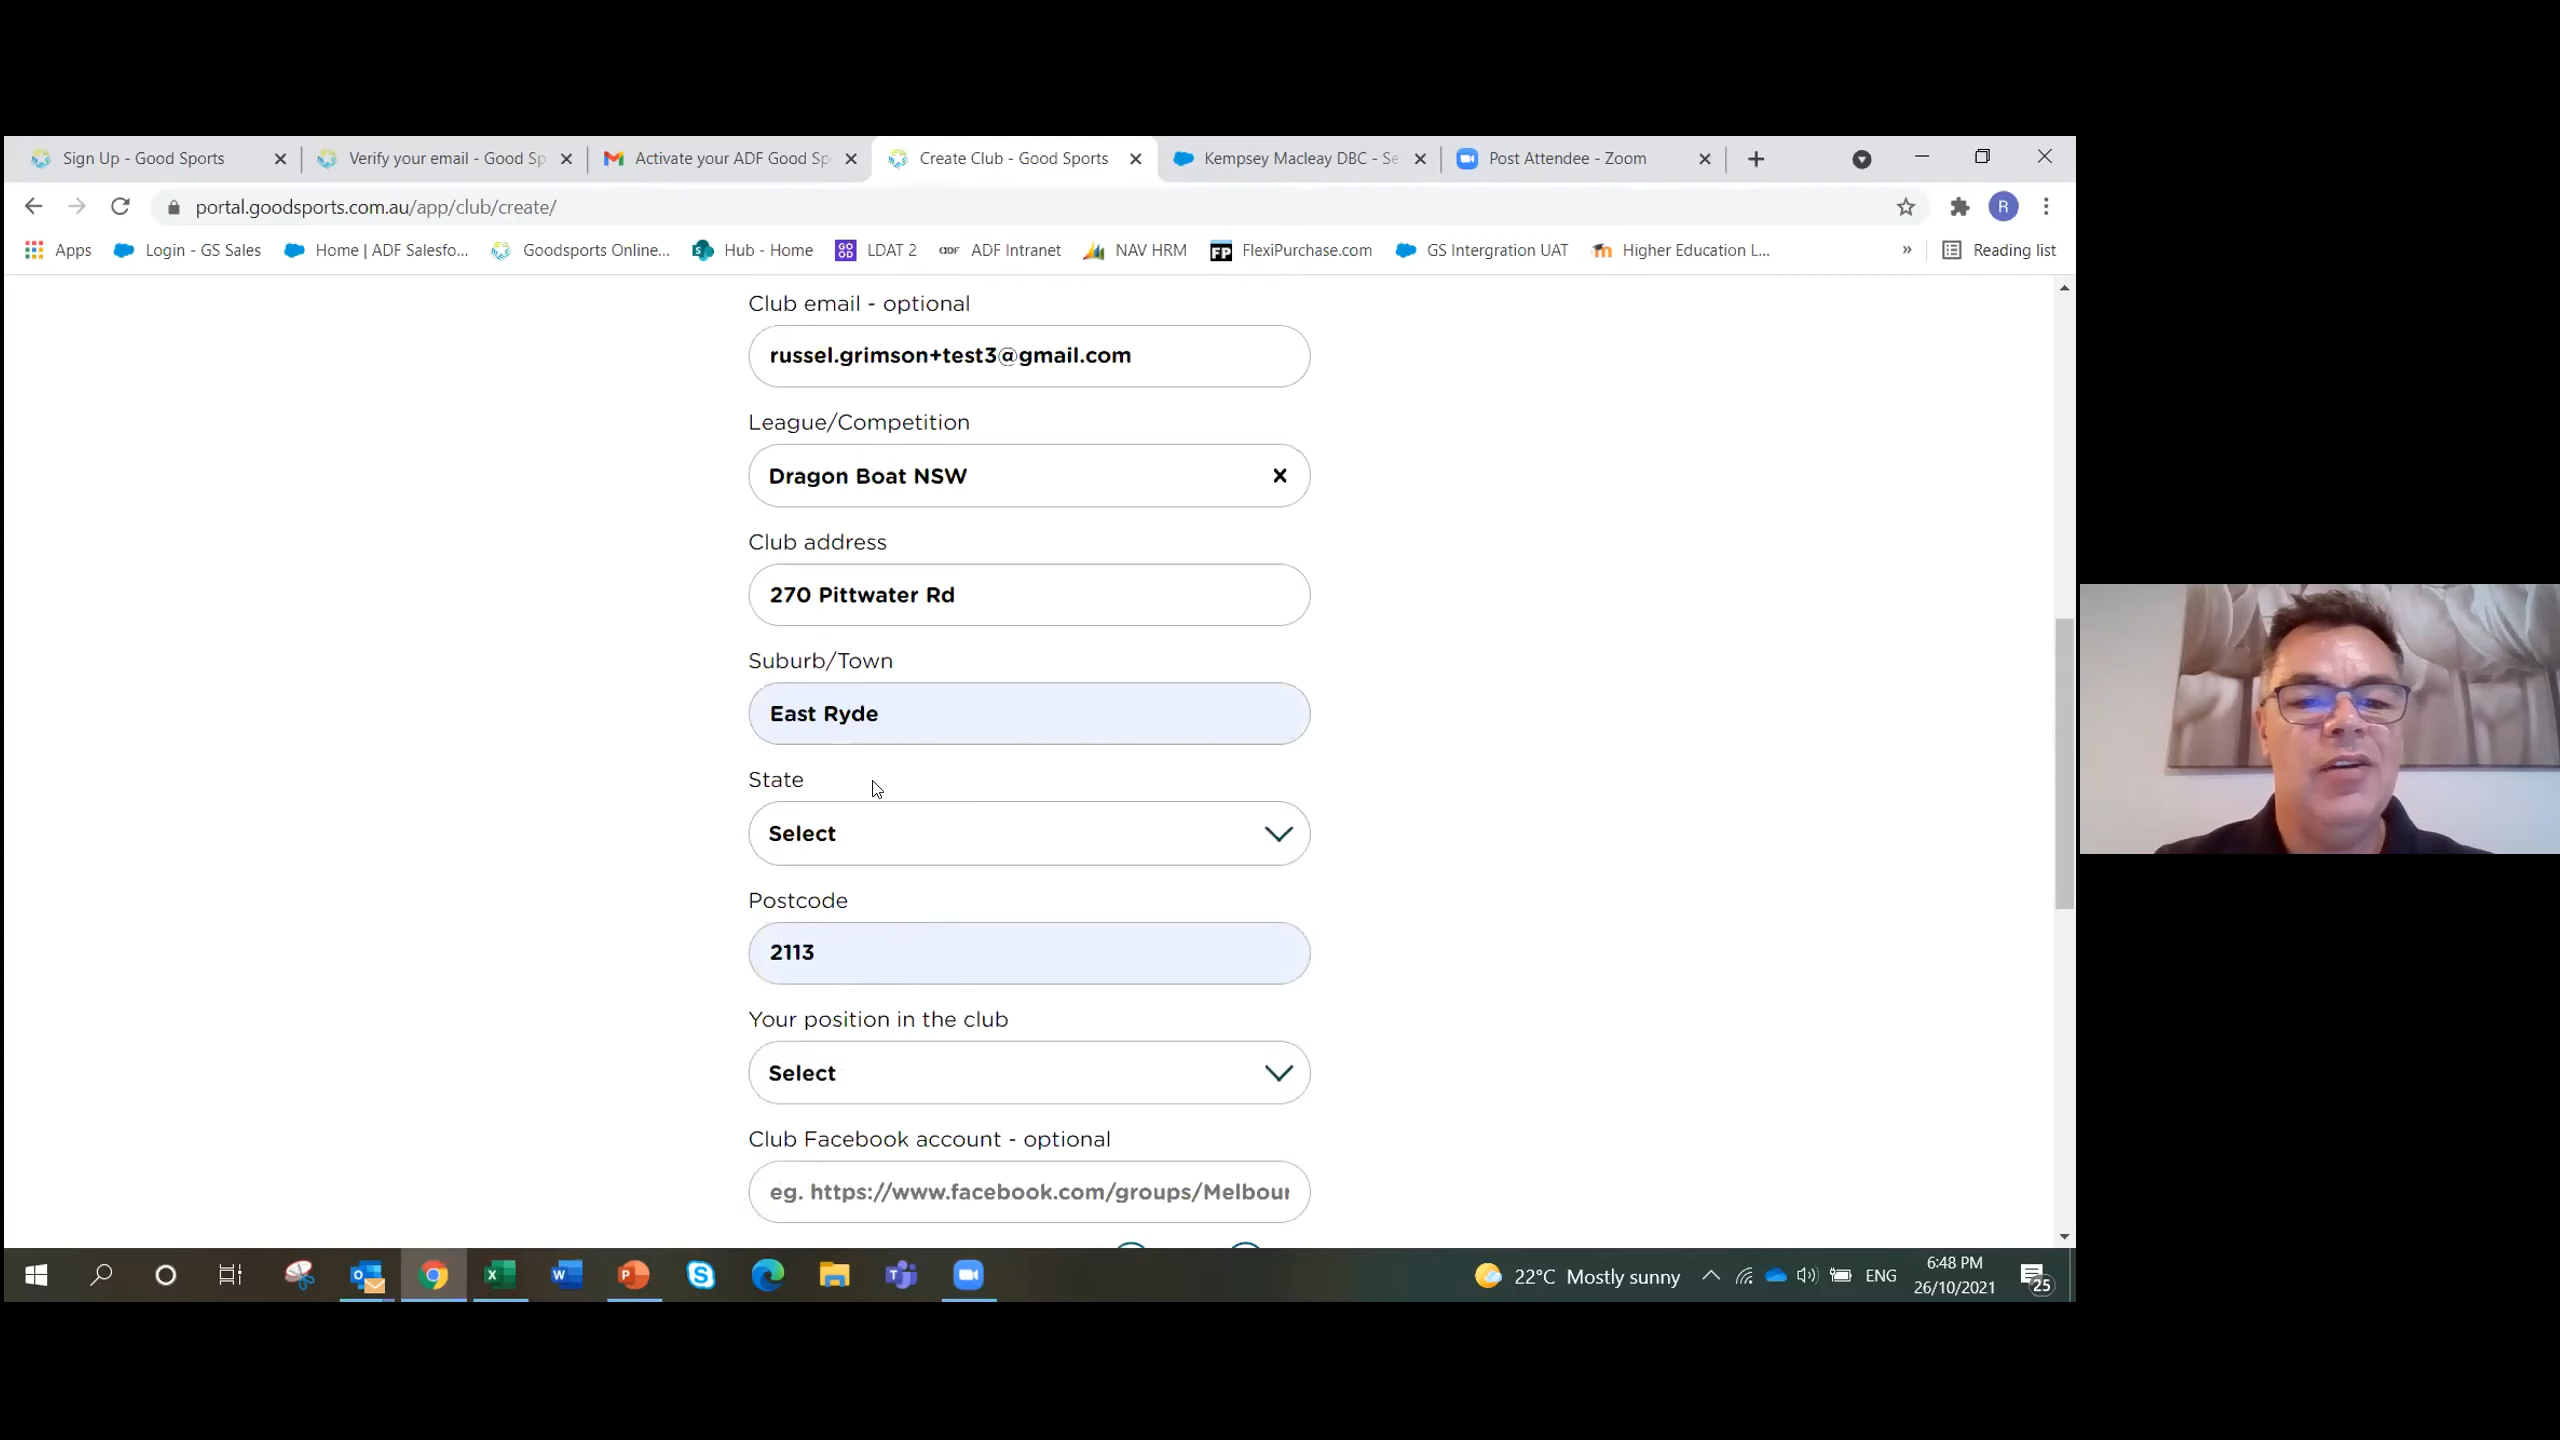 Sign Up - Good Sports
Verify your email - Good Sp
Activate your ADF Good Sp
Create Club - Good Sports
Kempsey Macleay DBC - Se
Post Attendee - Zoom
portal.goodsports.com.au/app/club/create/
R
Apps
Login - GS Sales
Home | ADF Salesfo...
Goodsports Online...
Hub - Home
GO OD
LDAT 2
ADF
ADF Intranet
NAV HRM
FP
FlexiPurchase.com
GS Intergration UAT
Higher Education L...
»
Reading list
Club email - optional
russel.grimson+test3@gmail.com
League/Competition
Dragon Boat NSW
Club address
270 Pittwater Rd
Suburb/Town
East Ryde
State
Select
Postcode
2113
Your position in the club
Select
Club Facebook account - optional
eg. https://www.facebook.com/groups/Melbour
22°C Mostly sunny
ENG
6:48 PM
26/10/2021
25